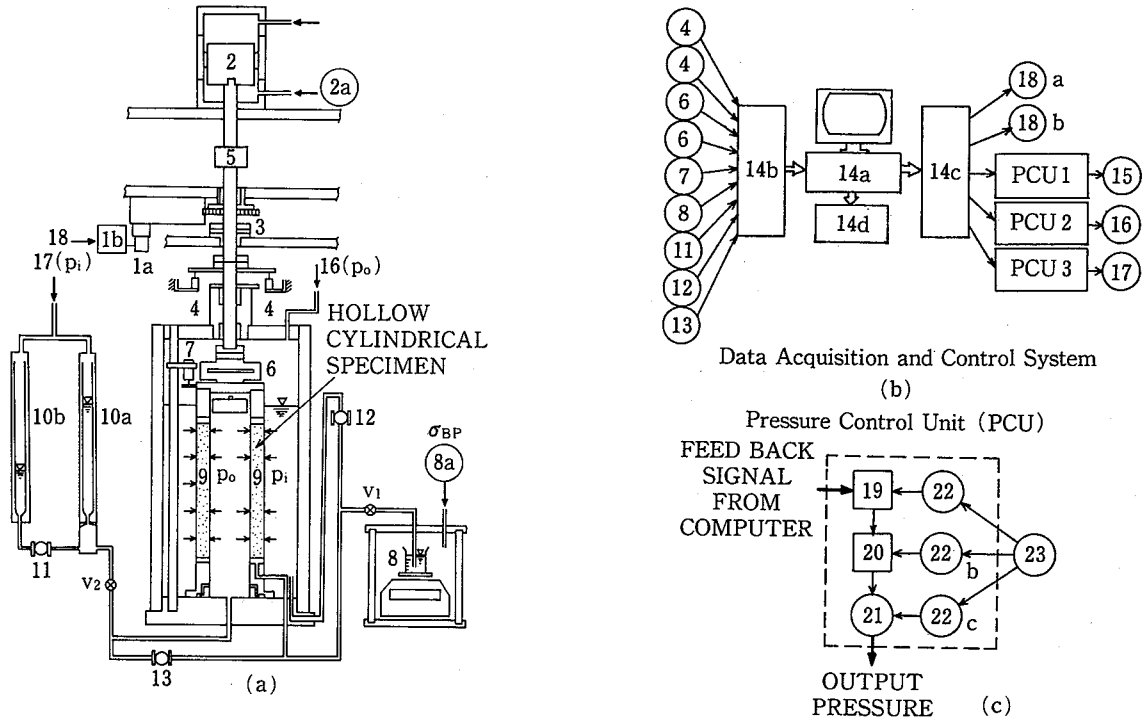 2
2a
5
3
18
1b
1a
17(pi)
16(po)
4
4
HOLLOW
CYLINDRICAL
SPECIMEN
7
6
10b
10a
12
σBP
8a
9
po
9
pi
V1
8
11
V2
13
(a)
4
4
6
6
7
8
11
12
13
14b
14a
14d
14c
18 a
18 b
PCU1
15
PCU 2
16
PCU 3
17
Data Acquisition and Control System
(b)
Pressure Control Unit (PCU)
FEED BACK
SIGNAL
FROM
COMPUTER
19
22
20
22
b
23
21
22
c
OUTPUT
PRESSURE
(c)